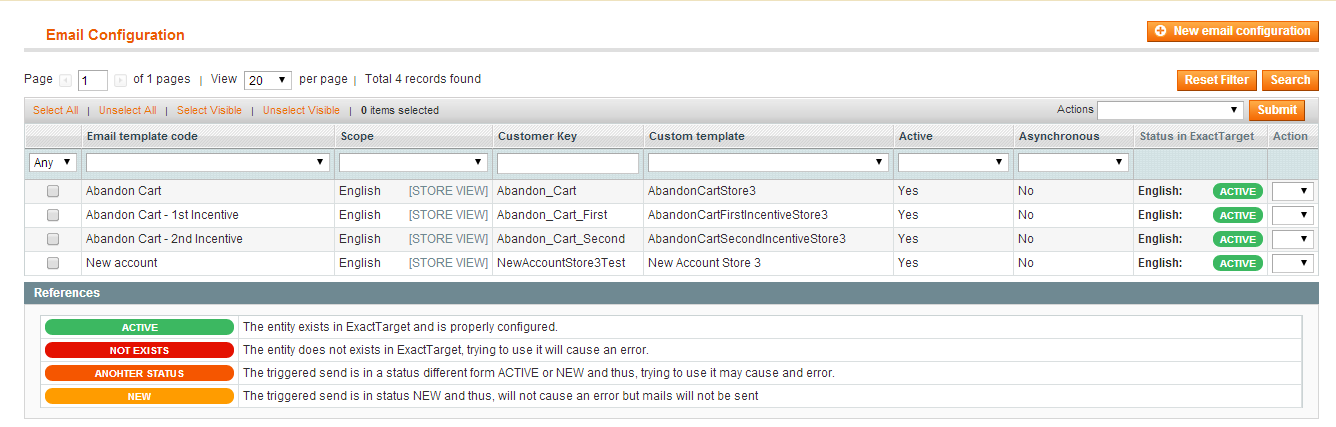 Email Configuration
New email configuration
Page 1 of 1 pages | View 20 per page | Total 4 records found
Reset Filter Search
Select All | Unselect All | Select Visible | Unselect Visible | 0 items selected
Actions Submit
Email template code Scope Customer Key Custom template Active Asynchronous Status in ExactTarget Action
Any
Abandon Cart English [STORE VIEW] Abandon_Cart AbandonCartStore3 Yes No English: ACTIVE
Abandon Cart - 1st Incentive English [STORE VIEW] Abandon_Cart_First AbandonCartFirstIncentiveStore3 Yes No English: ACTIVE
Abandon Cart - 2nd Incentive English [STORE VIEW] Abandon_Cart_Second AbandonCartSecondIncentiveStore3 Yes No English: ACTIVE
New account English [STORE VIEW] NewAccountStore3Test New Account Store 3 Yes No English: ACTIVE
References
ACTIVE The entity exists in ExactTarget and is properly configured.
NOT EXISTS The entity does not exists in ExactTarget, trying to use it will cause an error.
ANOHTER STATUS The triggered send is in a status different form ACTIVE or NEW and thus, trying to use it may cause and error.
NEW The triggered send is in status NEW and thus, will not cause an error but mails will not be sent